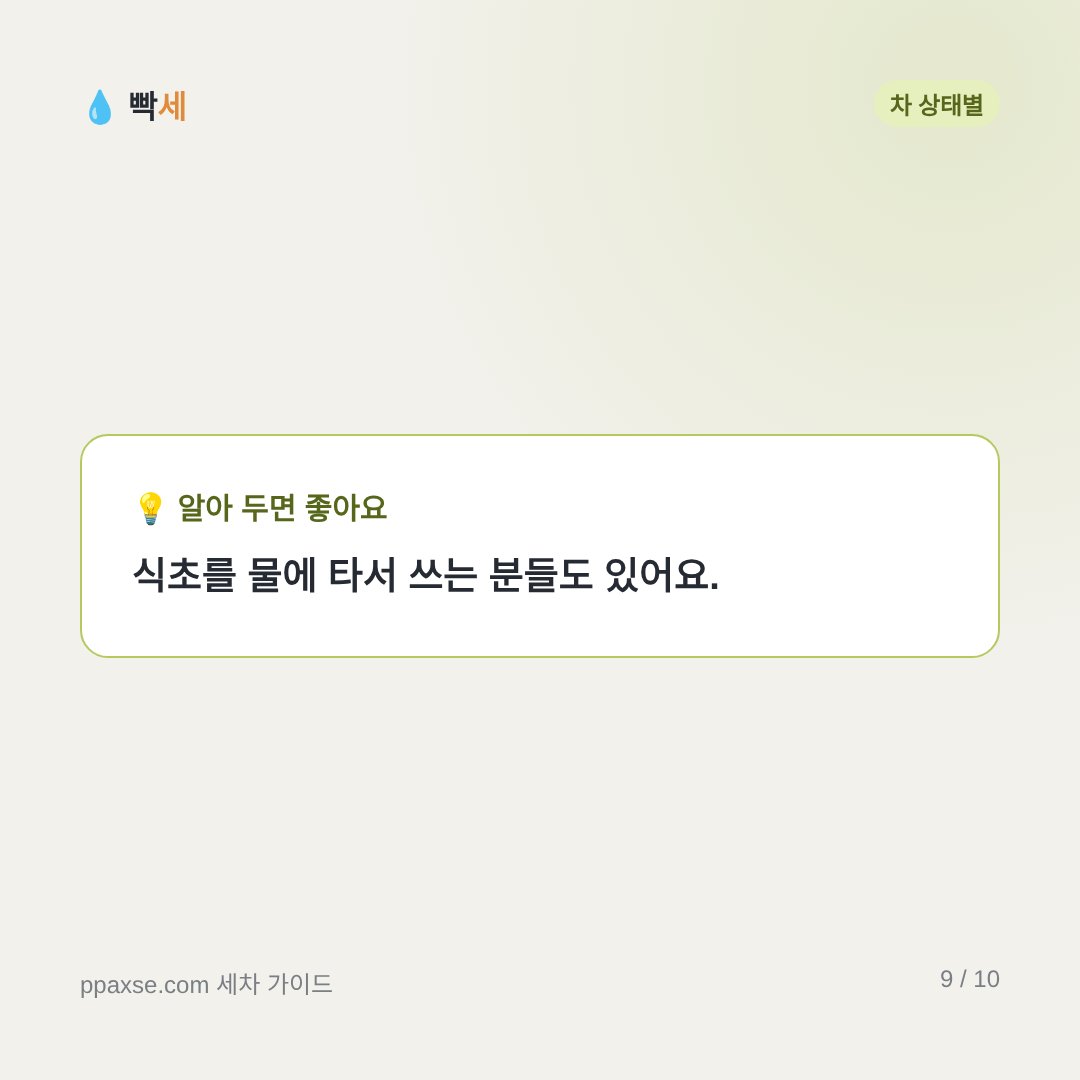 💧 빡세
차 상태별
💡 알아 두면 좋아요
식초를 물에 타서 쓰는 분들도 있어요.
ppaxse.com 세차 가이드
9 / 10